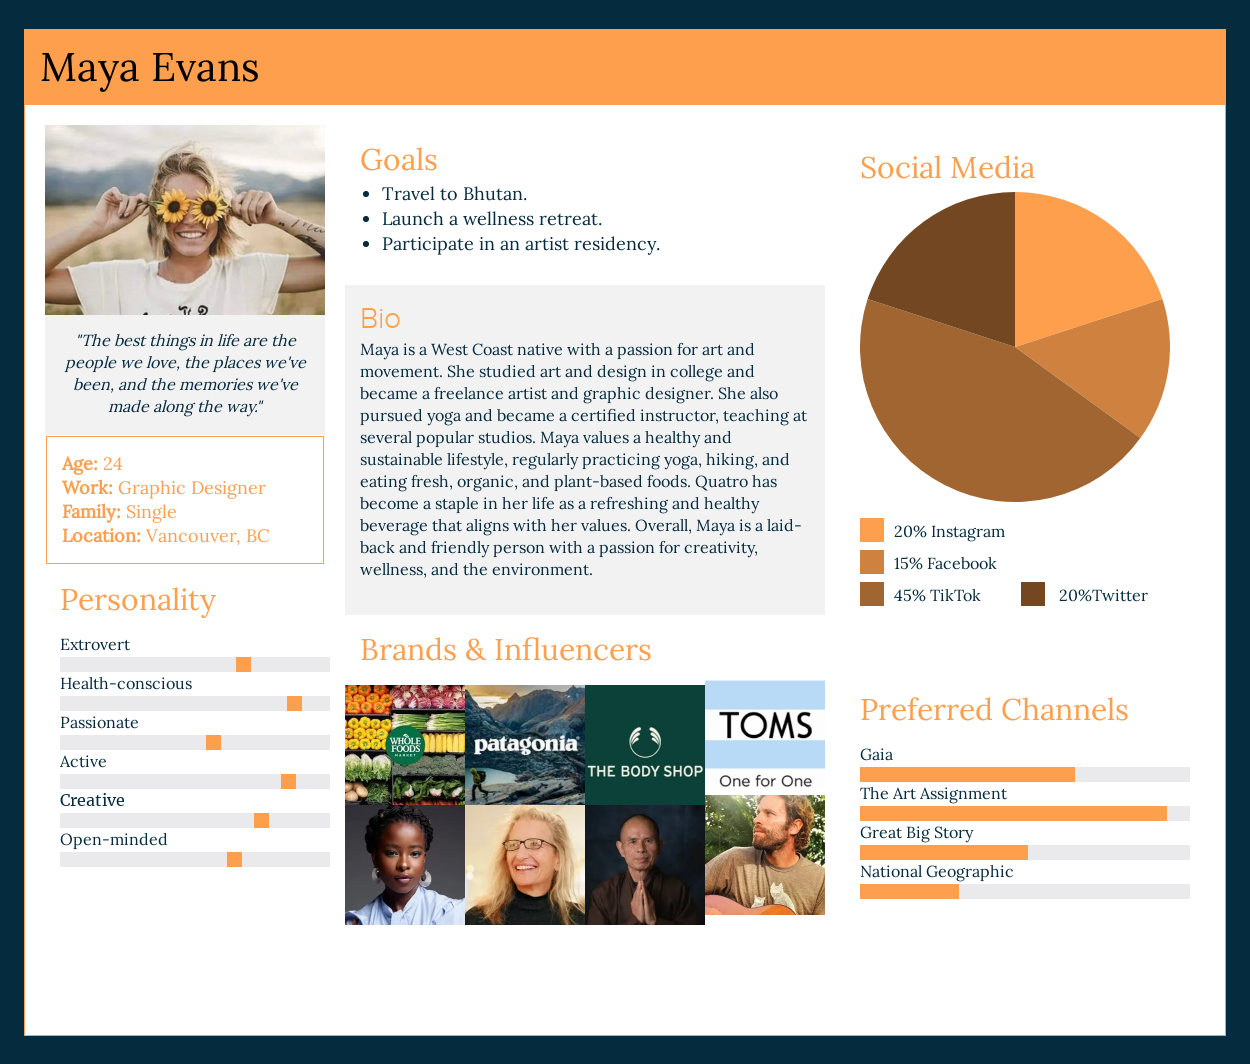 Maya Evans
"The best things in life are the
people we love, the places we've
been, and the memories we've
made along the way."
Age: 24
Work: Graphic Designer
Family: Single
Location: Vancouver, BC
Personality
Extrovert
Health-conscious
Passionate
Active
Creative
Open-minded
Goals
• Travel to Bhutan.
• Launch a wellness retreat.
• Participate in an artist residency.
Bio
Maya is a West Coast native with a passion for art and
movement. She studied art and design in college and
became a freelance artist and graphic designer. She also
pursued yoga and became a certified instructor, teaching at
several popular studios. Maya values a healthy and
sustainable lifestyle, regularly practicing yoga, hiking, and
eating fresh, organic, and plant-based foods. Quatro has
become a staple in her life as a refreshing and healthy
beverage that aligns with her values. Overall, Maya is a laid-
back and friendly person with a passion for creativity,
wellness, and the environment.
Brands & Influencers
WHOLE
FOODS
MARKET
patagonia
THE BODY SHOP
TOMS
One for One
Social Media
20% Instagram
15% Facebook
45% TikTok
20%Twitter
Preferred Channels
Gaia
The Art Assignment
Great Big Story
National Geographic